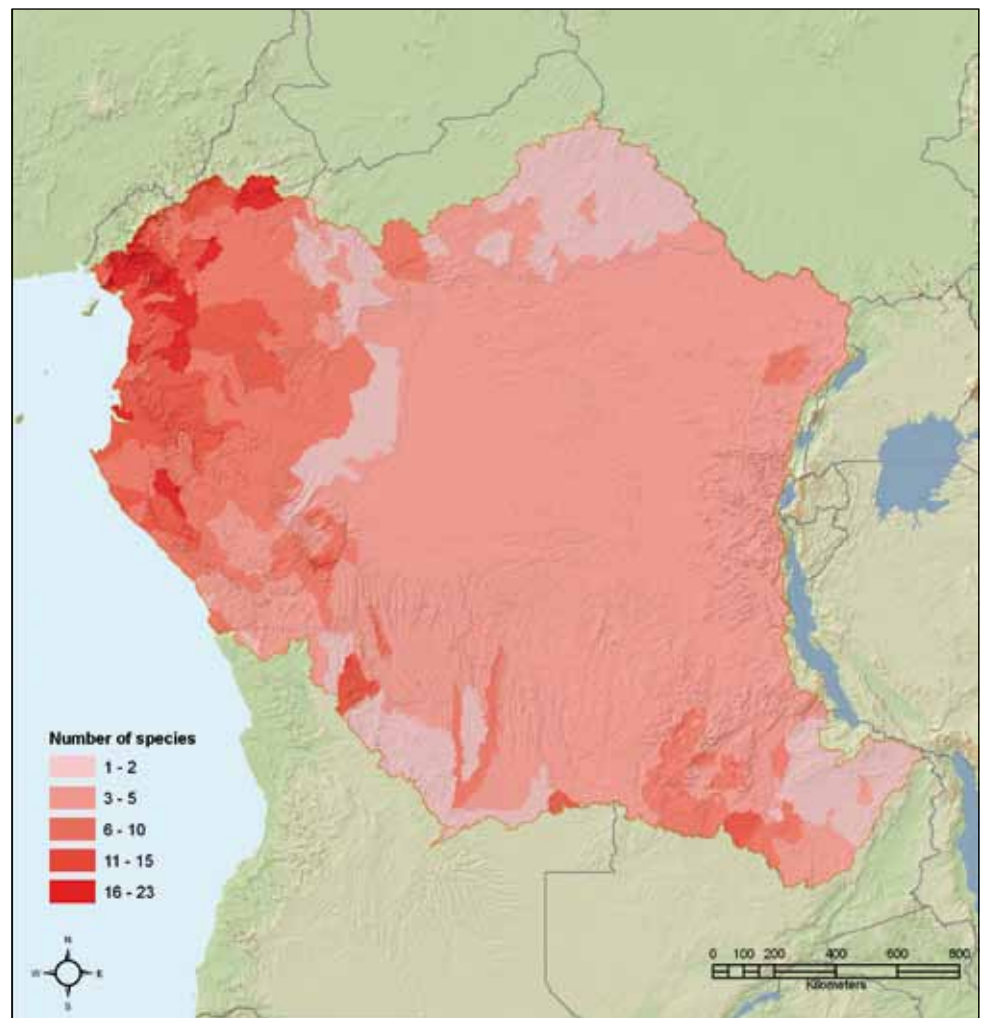 Number of species
1 - 2
3 - 5
6 - 10
11 - 15
16 - 23
N
W E
S
0 100 200 400 600 800
Kilometers